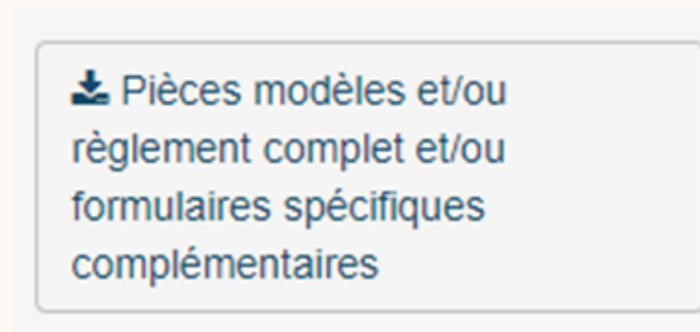 Pièces modèles et/ou
règlement complet et/ou
formulaires spécifiques
complémentaires